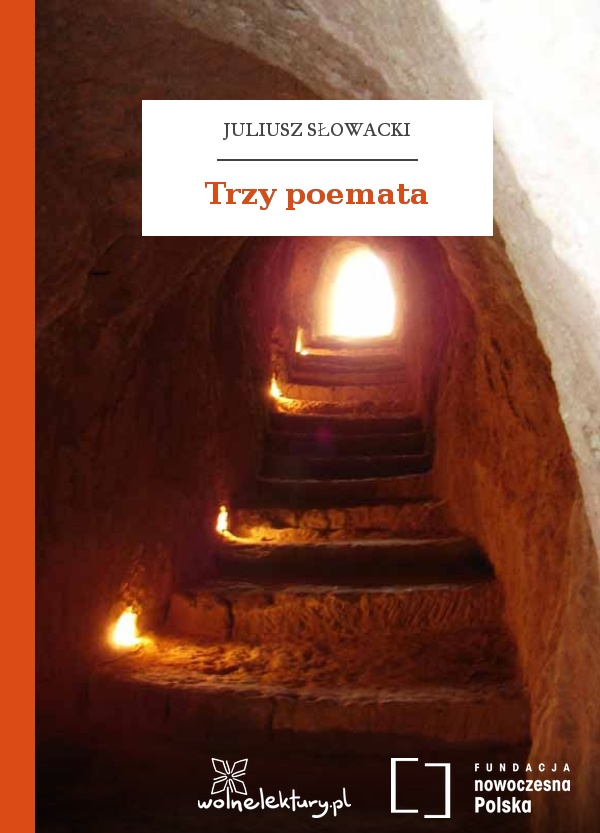 JULIUSZ SŁOWACKI
Trzy poemata
wolnelektury.pl
FUNDACJA
nowoczesna
Polska